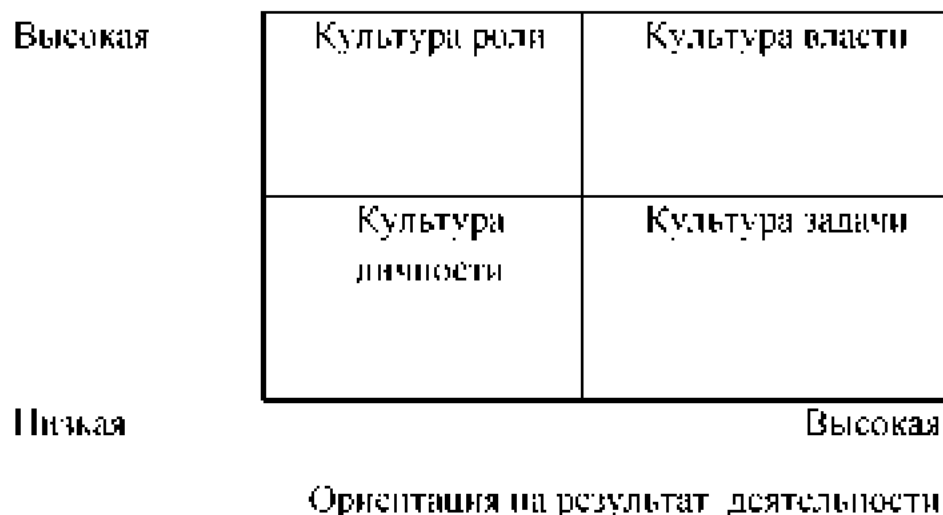 Высокая
Культура роли
Культура власти
Культура
личности
Культура задачи
Низкая
Высокая
Ориентация на результат деятельности